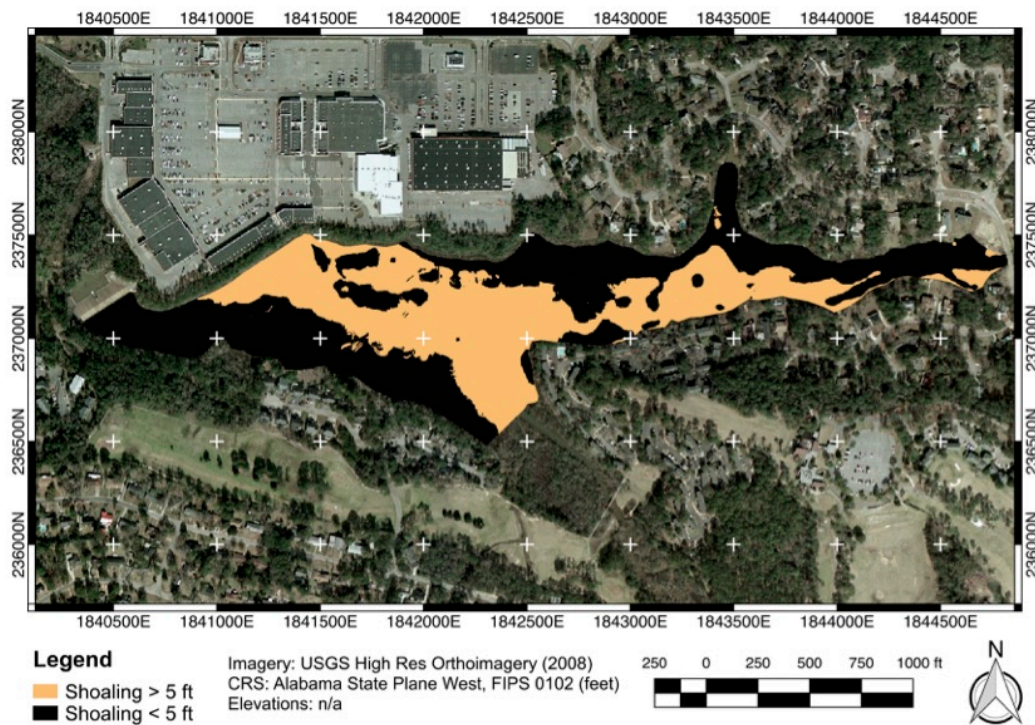 1840500E 1841000E 1841500E 1842000E 1842500E 1843000E 1843500E 1844000E 1844500E
238000N 238000N
237500N 237500N
237000N 237000N
236500N 236500N
236000N 236000N
1840500E 1841000E 1841500E 1842000E 1842500E 1843000E 1843500E 1844000E 1844500E
Legend
Shoaling > 5 ft
Shoaling < 5 ft
Imagery: USGS High Res Orthoimagery (2008)
CRS: Alabama State Plane West, FIPS 0102 (feet)
Elevations: n/a
250 0 250 500 750 1000 ft
N